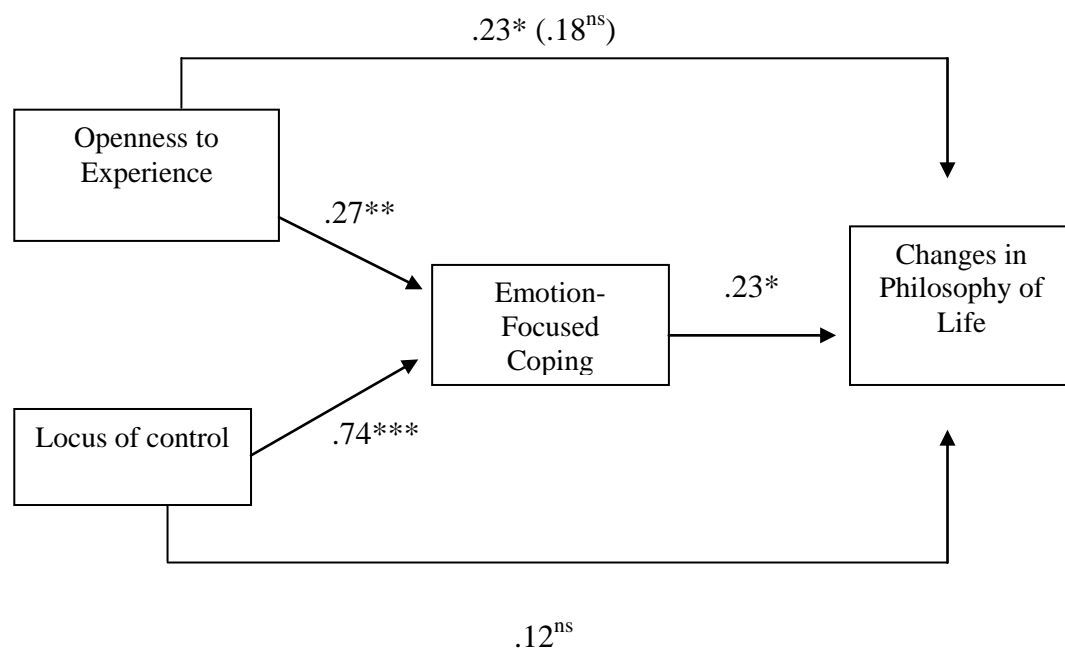 .23* (.18ns)
Openness to
Experience
.27**
Emotion-
Focused
Coping
.23*
Changes in
Philosophy of
Life
Locus of control
.74***
.12ns